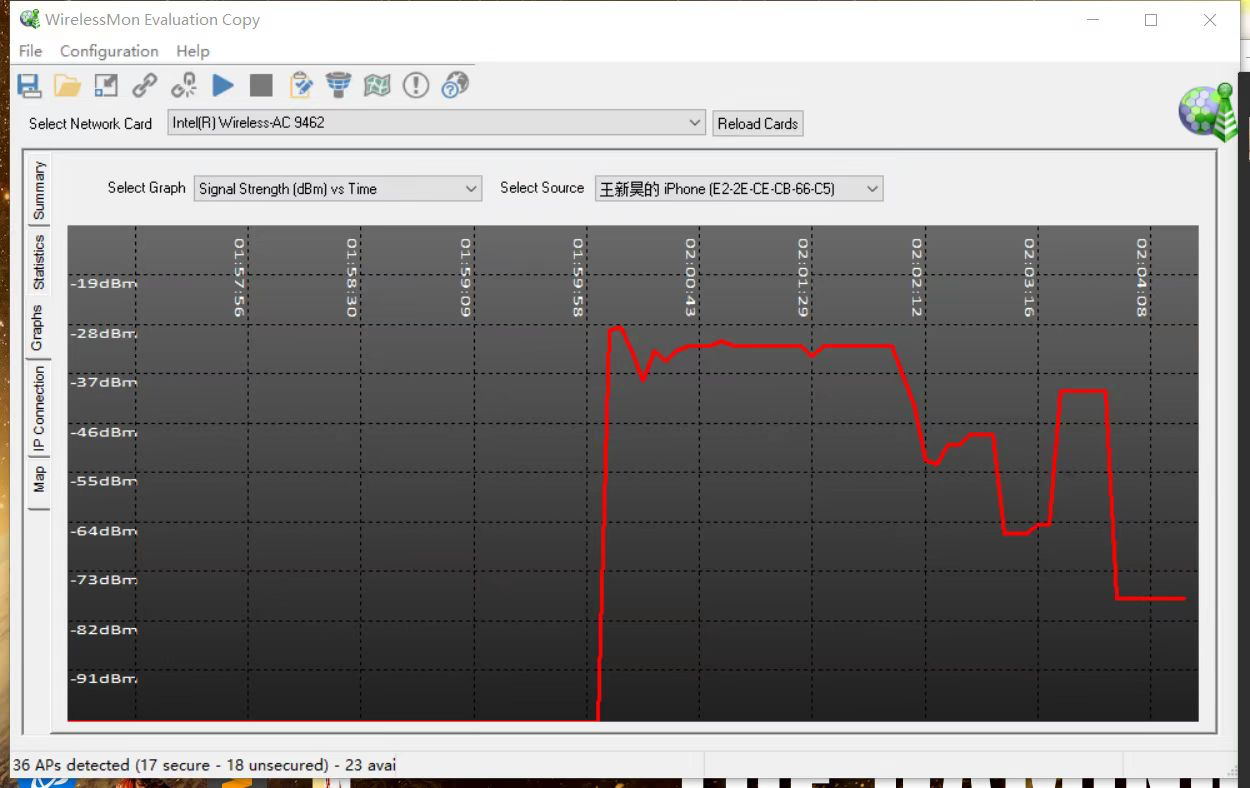 WirelessMon Evaluation Copy
File Configuration Help
Select Network Card Intel(R) Wireless-AC 9462 Reload Cards
Summary
Statistics
Graphs
IP Connection
Map
Select Graph Signal Strength (dBm) vs Time Select Source 王新昊的 iPhone (E2-2E-CE-CB-66-C5)
01:57:56
01:58:30
01:59:09
01:59:58
02:00:43
02:01:29
02:02:12
02:03:16
02:04:08
-19dBm
-28dBm
-37dBm
-46dBm
-55dBm
-64dBm
-73dBm
-82dBm
-91dBm
36 APs detected (17 secure - 18 unsecured) - 23 avai